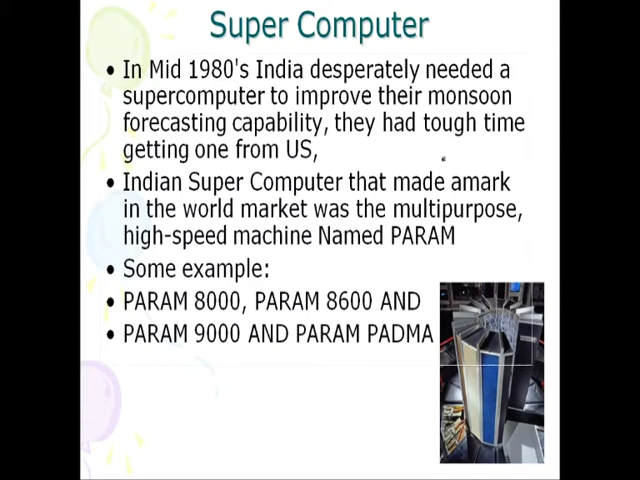 Super Computer
• In Mid 1980's India desperately needed a
supercomputer to improve their monsoon
forecasting capability, they had tough time
getting one from US,
• Indian Super Computer that made amark
in the world market was the multipurpose,
high-speed machine Named PARAM
• Some example:
• PARAM 8000, PARAM 8600 AND
• PARAM 9000 AND PARAM PADMA